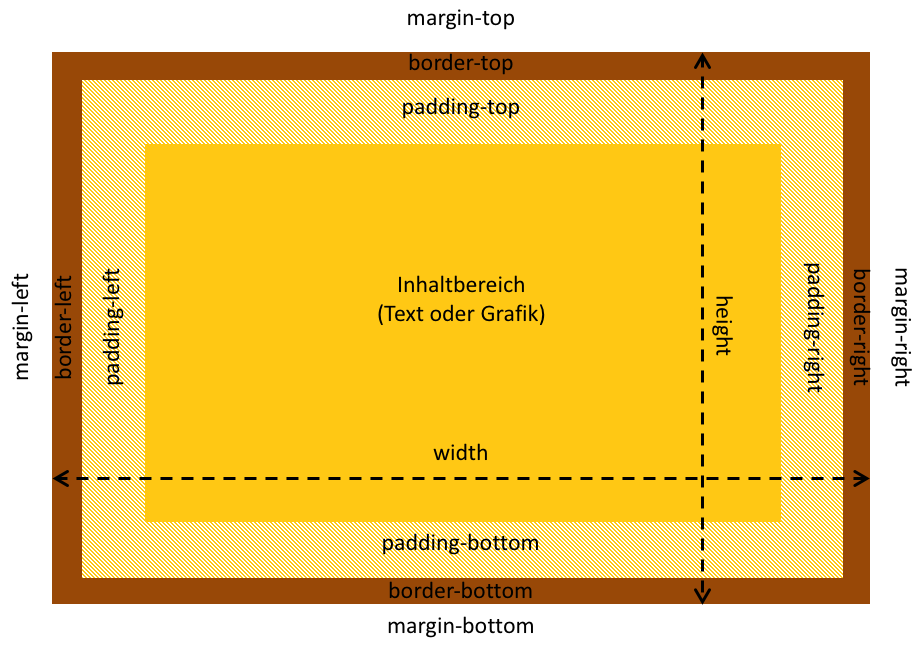 margin-top
border-top
padding-top
margin-left
border-left
padding-left
Inhaltbereich
(Text oder Grafik)
height
padding-right
border-right
margin-right
width
padding-bottom
border-bottom
margin-bottom